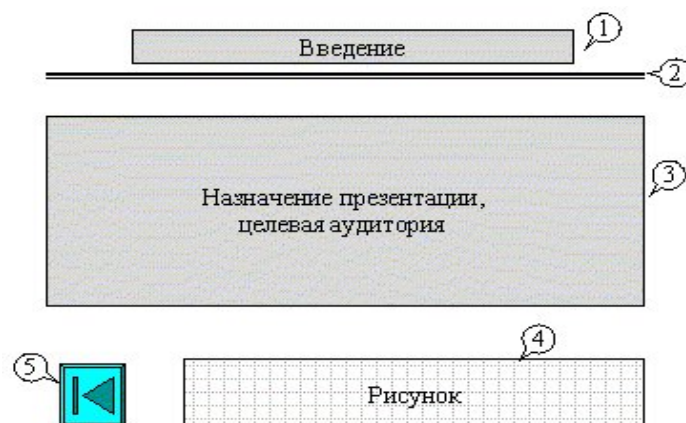 Введение
1
2
Назначение презентации,
целевая аудитория
3
4
5
Рисунок